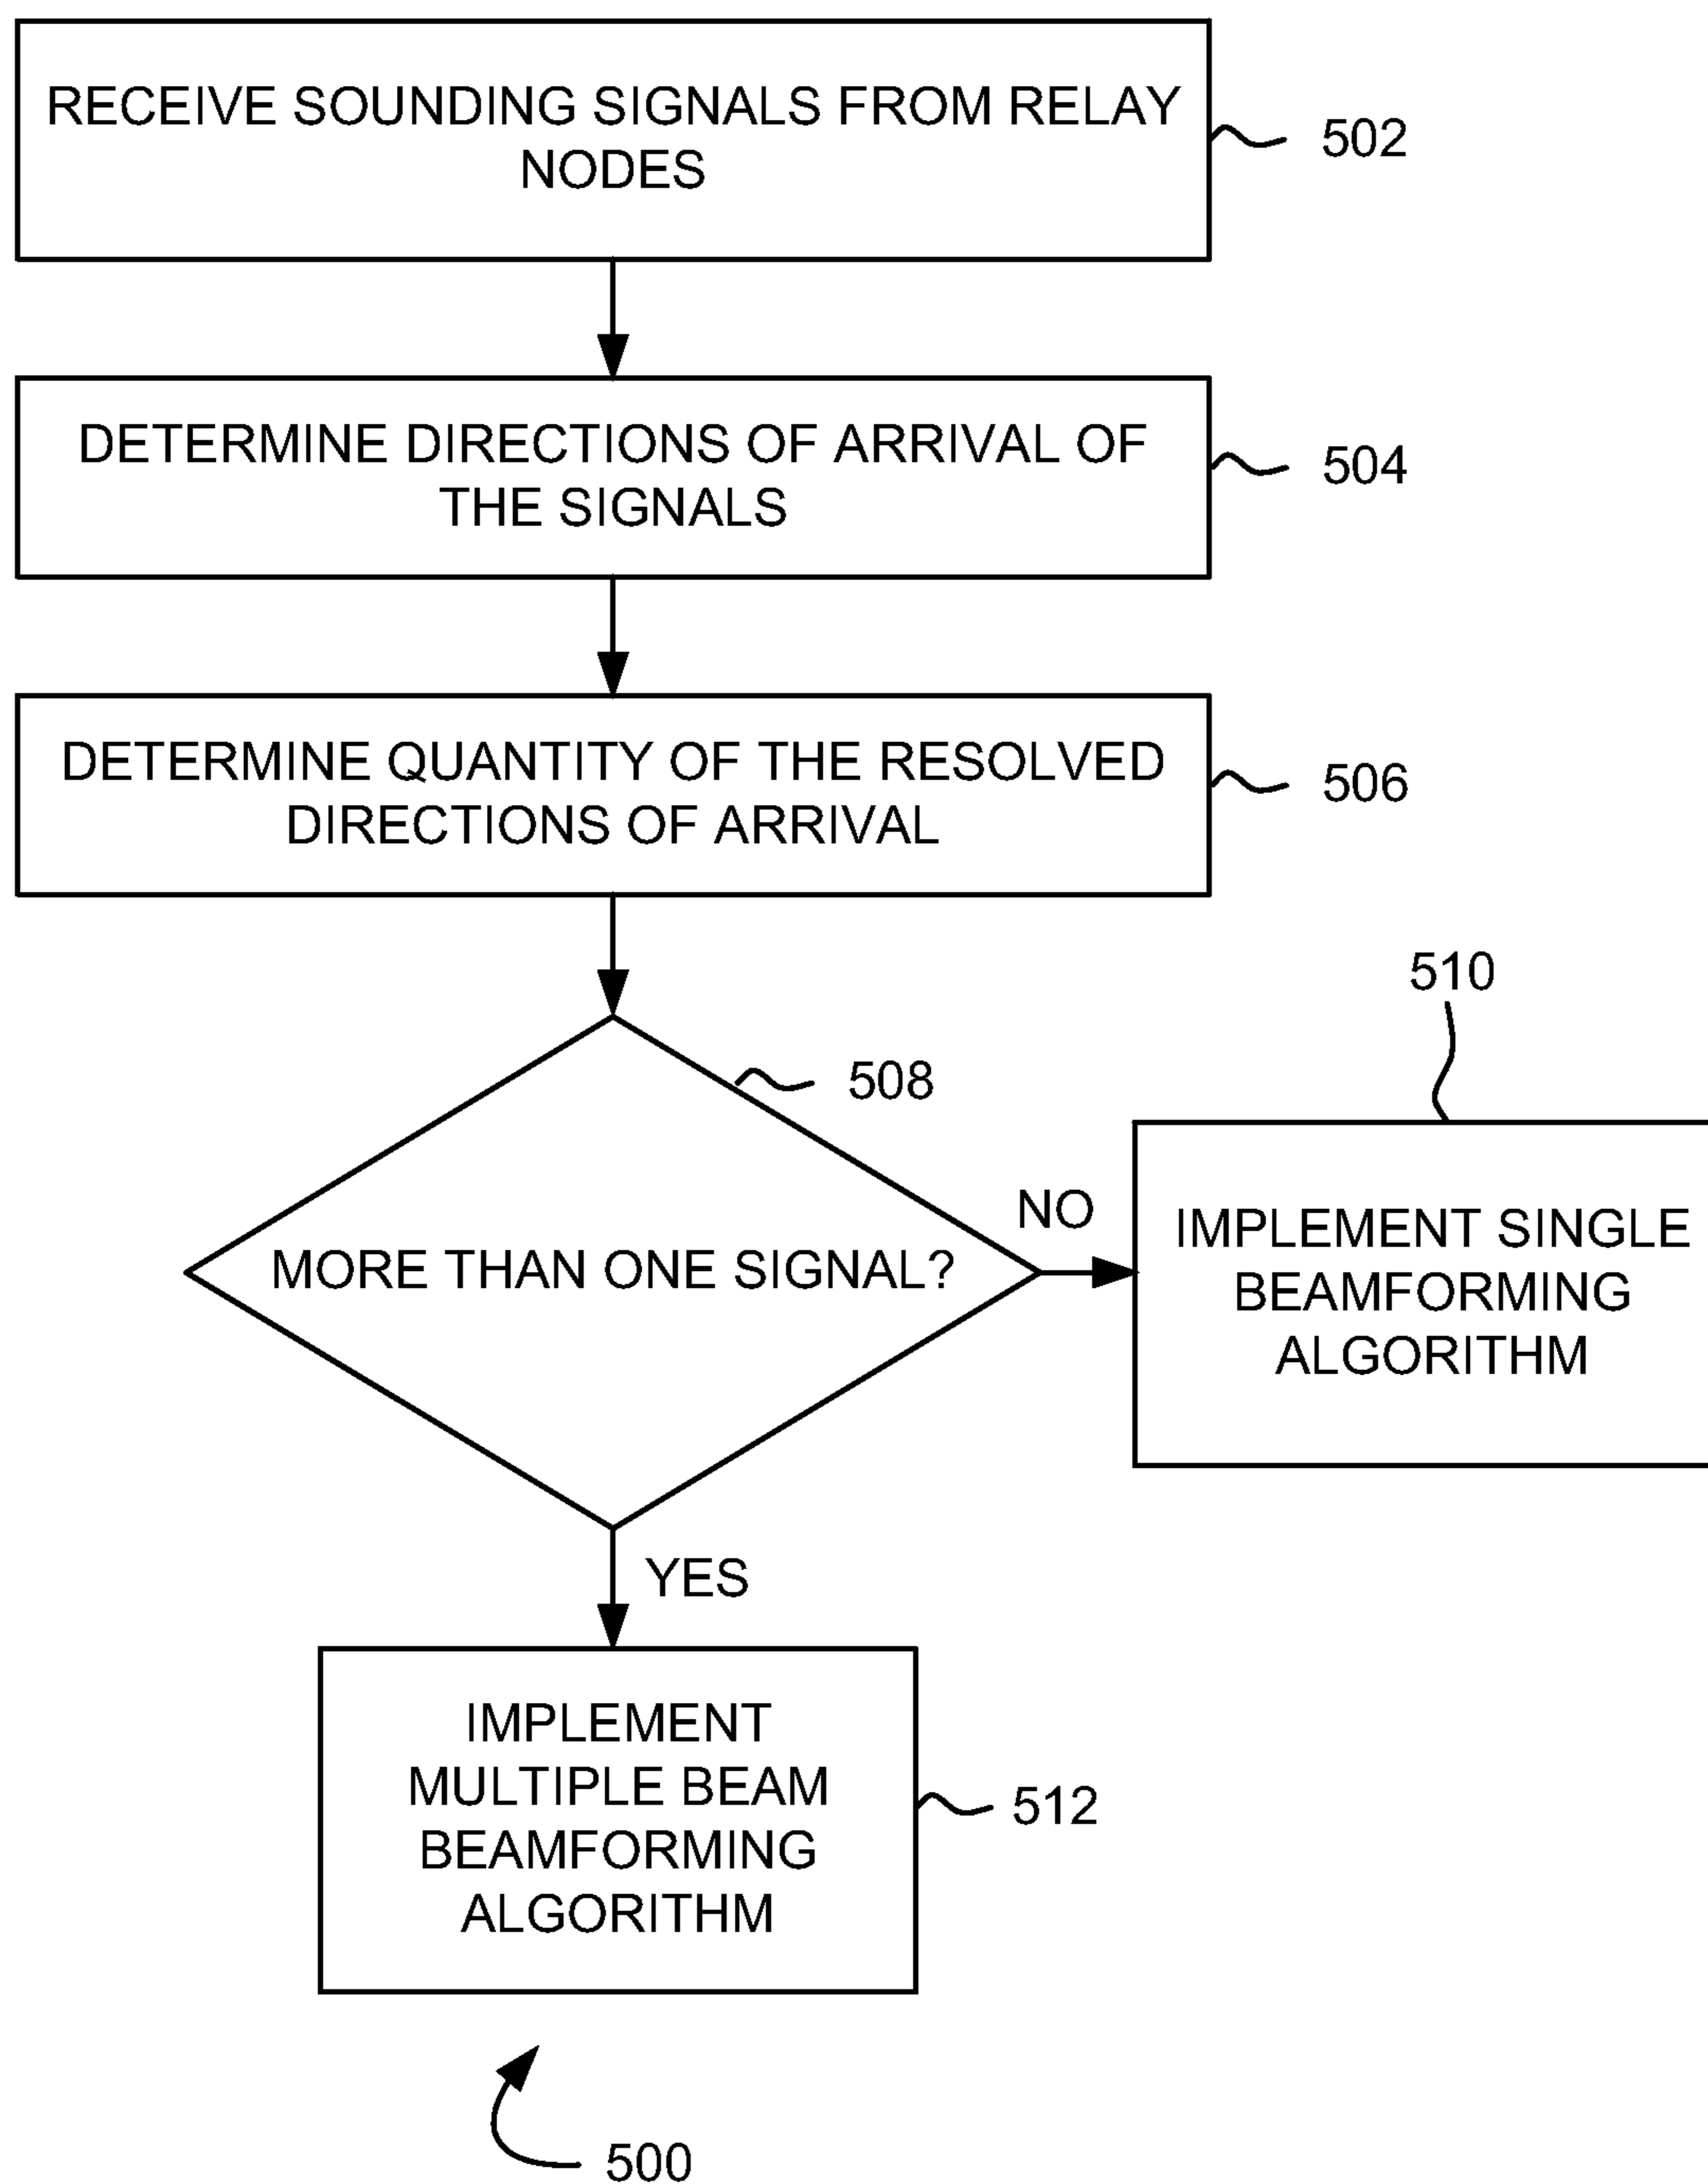 RECEIVE SOUNDING SIGNALS FROM RELAY
NODES
502
DETERMINE DIRECTIONS OF ARRIVAL OF
THE SIGNALS
504
DETERMINE QUANTITY OF THE RESOLVED
DIRECTIONS OF ARRIVAL
506
508
MORE THAN ONE SIGNAL?
NO
510
IMPLEMENT SINGLE
BEAMFORMING
ALGORITHM
YES
IMPLEMENT
MULTIPLE BEAM
BEAMFORMING
ALGORITHM
512
500